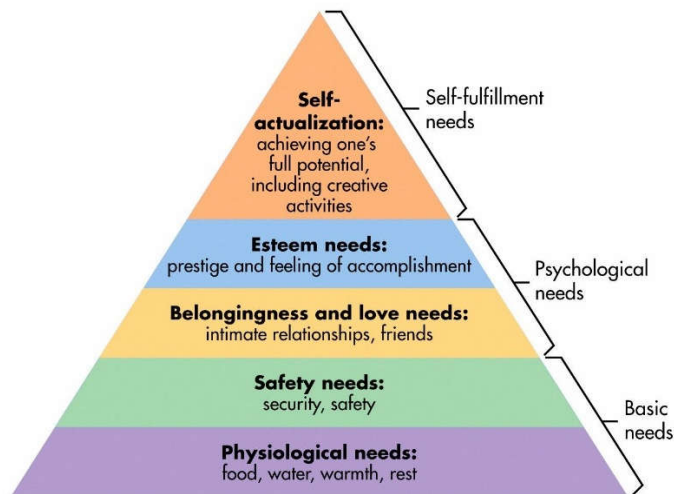 Self-
actualization:
achieving one's
full potential,
including creative
activities
Self-fulfillment
needs
Esteem needs:
prestige and feeling of accomplishment
Psychological
needs
Belongingness and love needs:
intimate relationships, friends
Safety needs:
security, safety
Basic
needs
Physiological needs:
food, water, warmth, rest